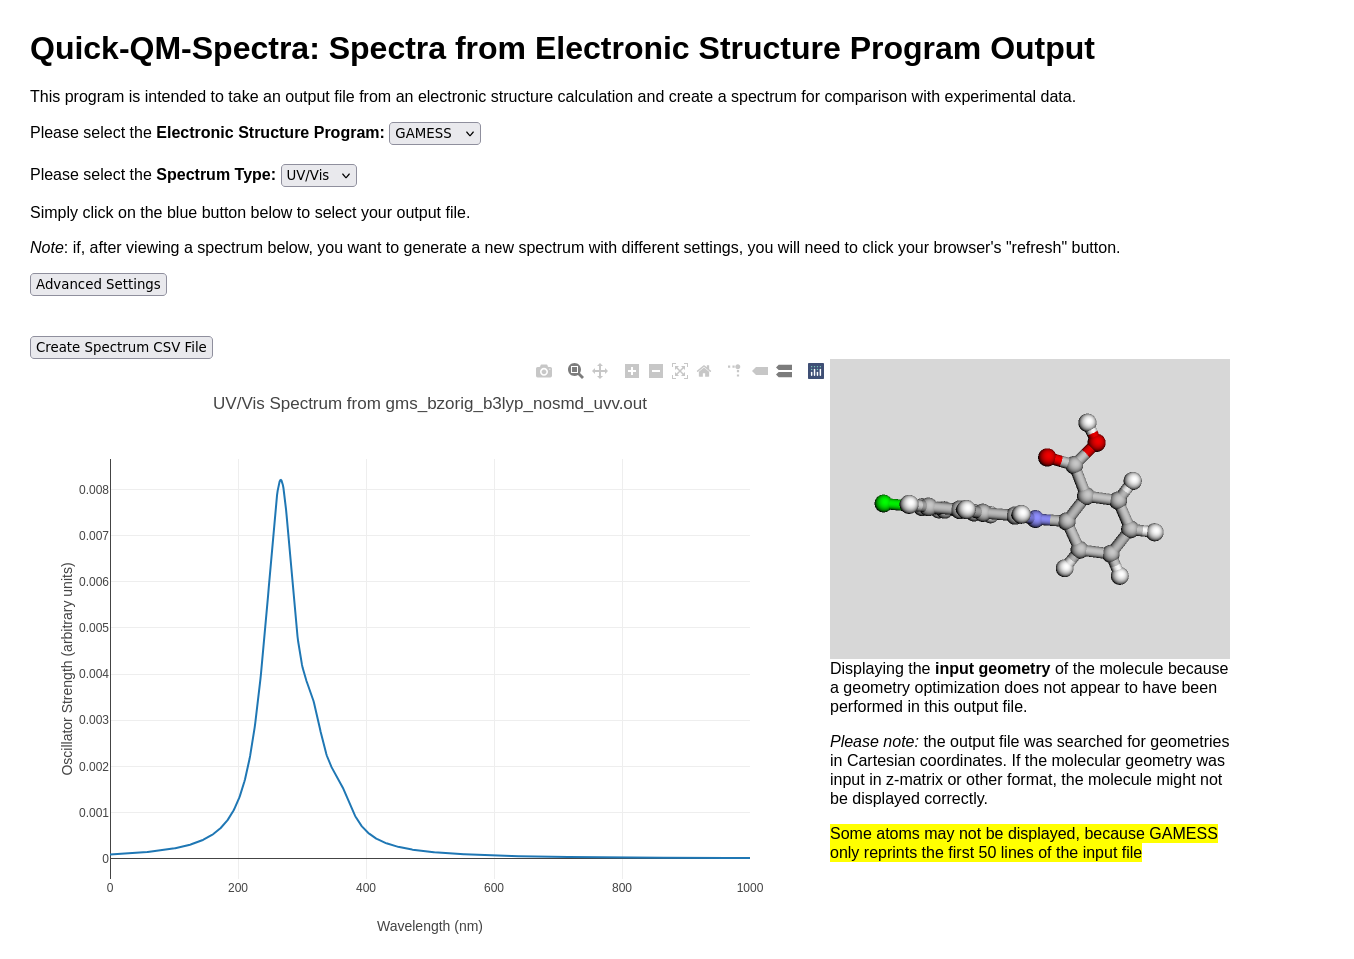 Quick-QM-Spectra: Spectra from Electronic Structure Program Output
This program is intended to take an output file from an electronic structure calculation and create a spectrum for comparison with experimental data.
Please select the Electronic Structure Program: GAMESS
Please select the Spectrum Type: UV/Vis
Simply click on the blue button below to select your output file.
Note: if, after viewing a spectrum below, you want to generate a new spectrum with different settings, you will need to click your browser's "refresh" button.
Advanced Settings
Create Spectrum CSV File
UV/Vis Spectrum from gms_bzorig_b3lyp_nosmd_uvv.out
Oscillator Strength (arbitrary units)
0.008
0.007
0.006
0.005
0.004
0.003
0.002
0.001
0
0 200 400 600 800 1000
Wavelength (nm)
Displaying the input geometry of the molecule because
a geometry optimization does not appear to have been
performed in this output file.
Please note: the output file was searched for geometries
in Cartesian coordinates. If the molecular geometry was
input in z-matrix or other format, the molecule might not
be displayed correctly.
Some atoms may not be displayed, because GAMESS
only reprints the first 50 lines of the input file